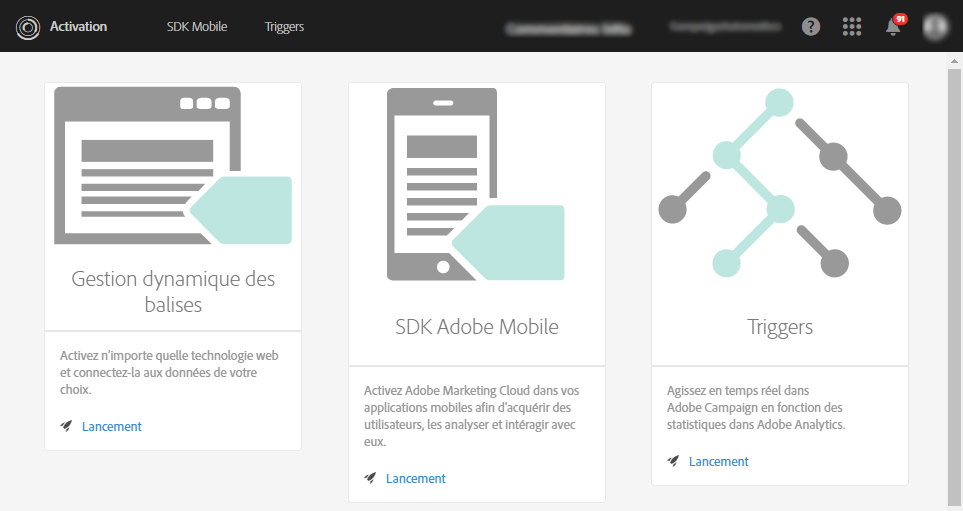 Activation
SDK Mobile
Triggers
?
91
Gestion dynamique des
balises
Activez n'importe quelle technologie web
et connectez-la aux données de votre
choix.
Lancement
SDK Adobe Mobile
Activez Adobe Marketing Cloud dans vos
applications mobiles afin d'acquérir des
utilisateurs, les analyser et intéragir avec
eux.
Lancement
Triggers
Agissez en temps réel dans
Adobe Campaign en fonction des
statistiques dans Adobe Analytics.
Lancement